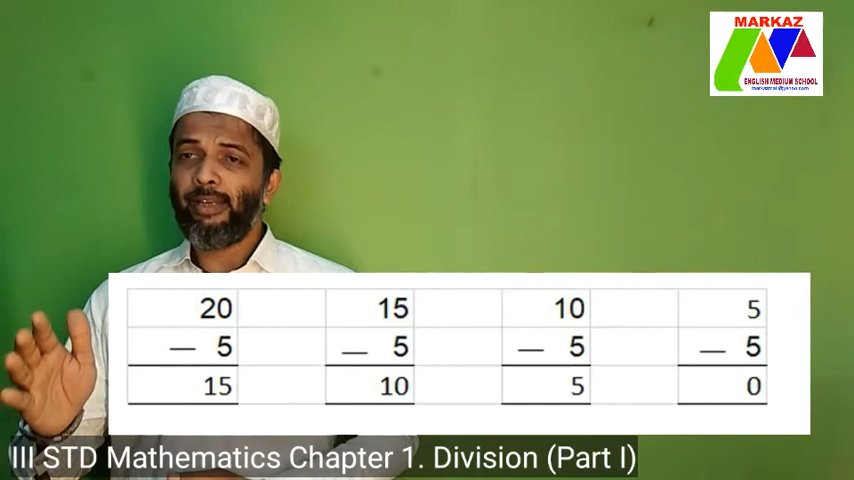 MARKAZ
ENGLISH MEDIUM SCHOOL
20 15 10 5
— 5 — 5 — 5 — 5
15 10 5 0
III STD Mathematics Chapter 1. Division (Part I)